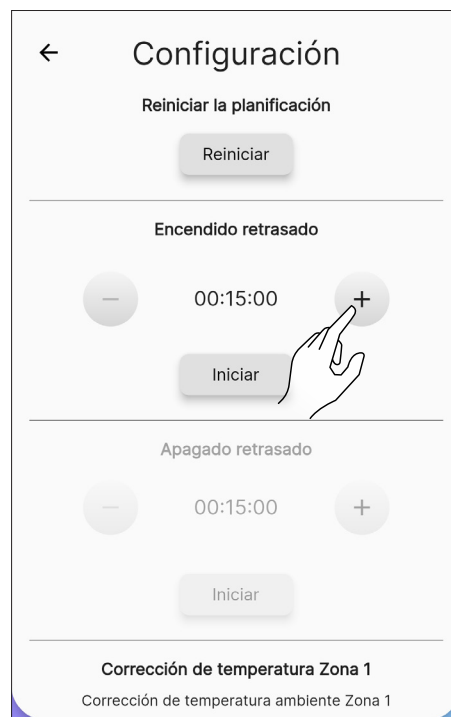 Configuración
Reiniciar la planificación
Reiniciar
Encendido retrasado
00:15:00
Iniciar
Apagado retrasado
00:15:00
Iniciar
Corrección de temperatura Zona 1
Corrección de temperatura ambiente Zona 1